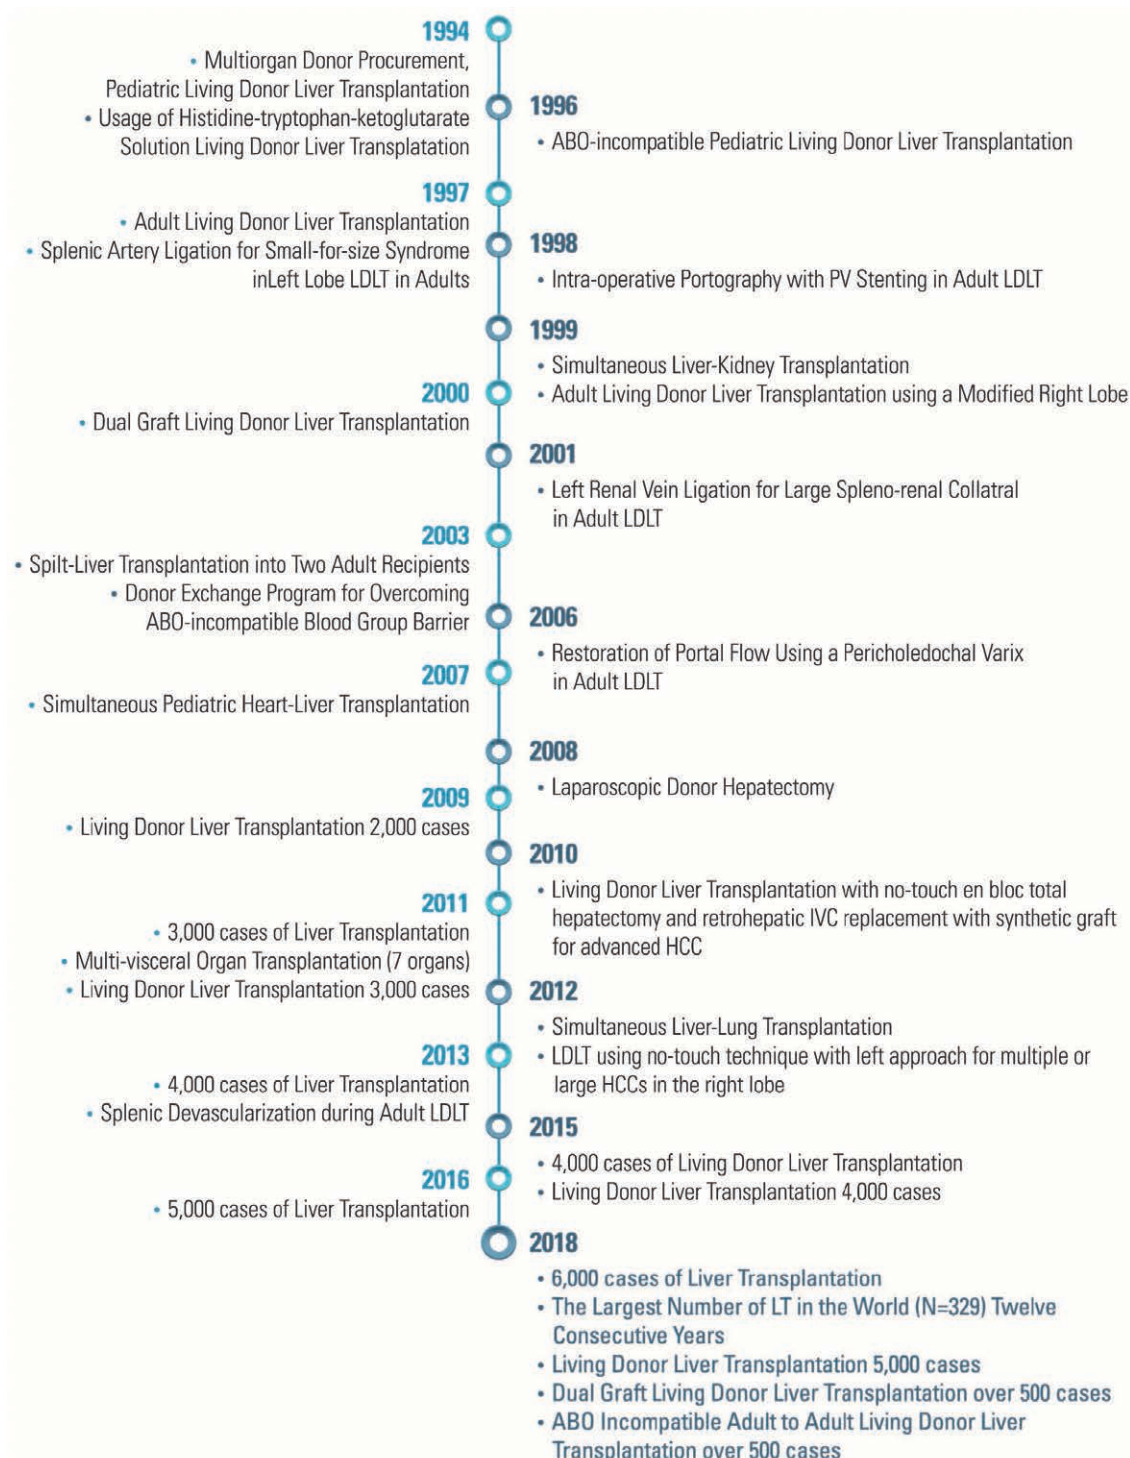 1994
• Multiorgan Donor Procurement,
Pediatric Living Donor Liver Transplantation
• Usage of Histidine-tryptophan-ketoglutarate
Solution Living Donor Liver Transplatation
1996
• ABO-incompatible Pediatric Living Donor Liver Transplantation
1997
• Adult Living Donor Liver Transplantation
• Splenic Artery Ligation for Small-for-size Syndrome
inLeft Lobe LDLT in Adults
1998
• Intra-operative Portography with PV Stenting in Adult LDLT
1999
• Simultaneous Liver-Kidney Transplantation
• Adult Living Donor Liver Transplantation using a Modified Right Lobe
2000
• Dual Graft Living Donor Liver Transplantation
2001
• Left Renal Vein Ligation for Large Spleno-renal Collatral
in Adult LDLT
2003
• Spilt-Liver Transplantation into Two Adult Recipients
• Donor Exchange Program for Overcoming
ABO-incompatible Blood Group Barrier
2006
• Restoration of Portal Flow Using a Pericholedochal Varix
in Adult LDLT
2007
• Simultaneous Pediatric Heart-Liver Transplantation
2008
• Laparoscopic Donor Hepatectomy
2009
• Living Donor Liver Transplantation 2,000 cases
2010
• Living Donor Liver Transplantation with no-touch en bloc total
hepatectomy and retrohepatic IVC replacement with synthetic graft
for advanced HCC
2011
• 3,000 cases of Liver Transplantation
• Multi-visceral Organ Transplantation (7 organs)
• Living Donor Liver Transplantation 3,000 cases
2012
• Simultaneous Liver-Lung Transplantation
• LDLT using no-touch technique with left approach for multiple or
large HCCs in the right lobe
2013
• 4,000 cases of Liver Transplantation
• Splenic Devascularization during Adult LDLT
2015
• 4,000 cases of Living Donor Liver Transplantation
• Living Donor Liver Transplantation 4,000 cases
2016
• 5,000 cases of Liver Transplantation
2018
• 6,000 cases of Liver Transplantation
• The Largest Number of LT in the World (N=329) Twelve
Consecutive Years
• Living Donor Liver Transplantation 5,000 cases
• Dual Graft Living Donor Liver Transplantation over 500 cases
• ABO Incompatible Adult to Adult Living Donor Liver
Transplantation over 500 cases